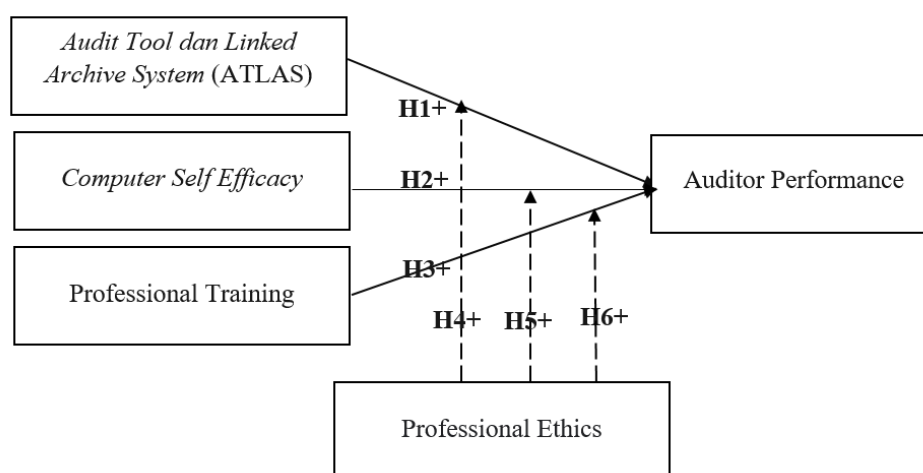 Audit Tool dan Linked
Archive System (ATLAS)
H1+
Computer Self Efficacy
H2+
Auditor Performance
H3+
Professional Training
H4+
H5+
H6+
Professional Ethics